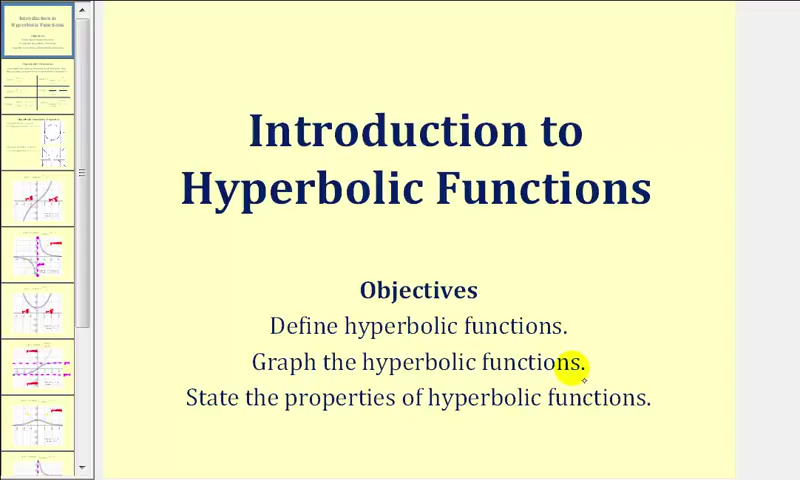 Introduction to
Hyperbolic Functions
Objectives
Define hyperbolic functions.
Graph the hyperbolic functions.
State the properties of hyperbolic functions.